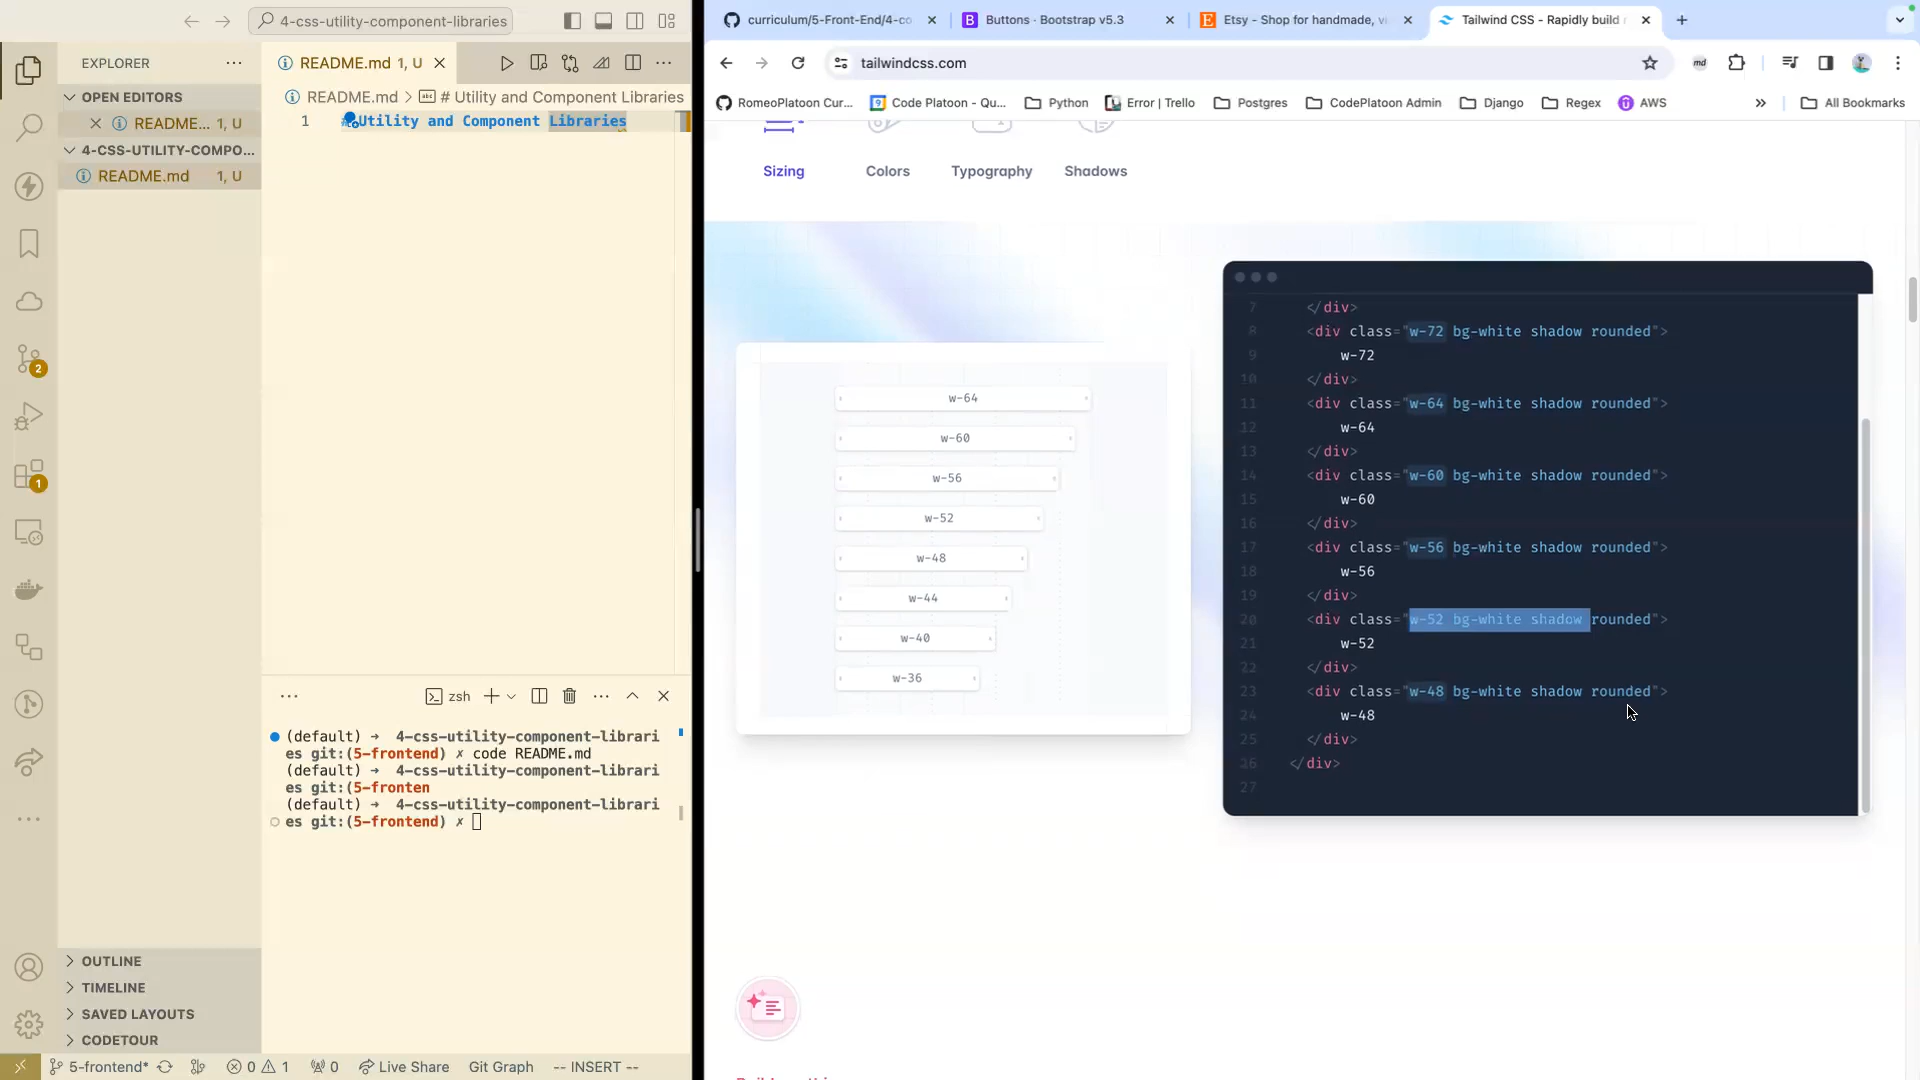 4-css-utility-component-libraries
EXPLORER
OPEN EDITORS
README... 1, U
4-CSS-UTILITY-COMPO...
README.md 1, U
README.md 1, U
README.md > # Utility and Component Libraries
1 Utility and Component Libraries
zsh
(default) → 4-css-utility-component-librari
es git:(5-frontend) ✗ code README.md
(default) → 4-css-utility-component-librari
es git:(5-fronten
(default) → 4-css-utility-component-librari
es git:(5-frontend) ✗
OUTLINE
TIMELINE
SAVED LAYOUTS
CODETOUR
2
1
5-frontend* 0 1 0 Live Share Git Graph -- INSERT --
curriculum/5-Front-End/4-co
Buttons · Bootstrap v5.3
Etsy - Shop for handmade, v
Tailwind CSS - Rapidly build
tailwindcss.com
md
RomeoPlatoon Cur...
Code Platoon - Qu...
Python
Error | Trello
Postgres
CodePlatoon Admin
Django
Regex
AWS
»
All Bookmarks
Sizing
Colors
Typography
Shadows
w-64
w-60
w-56
w-52
w-48
w-44
w-40
w-36
7 </div>
8 <div class="w-72 bg-white shadow rounded">
9 w-72
10 </div>
11 <div class="w-64 bg-white shadow rounded">
12 w-64
13 </div>
14 <div class="w-60 bg-white shadow rounded">
15 w-60
16 </div>
17 <div class="w-56 bg-white shadow rounded">
18 w-56
19 </div>
20 <div class="w-52 bg-white shadow rounded">
21 w-52
22 </div>
23 <div class="w-48 bg-white shadow rounded">
24 w-48
25 </div>
26 </div>
27